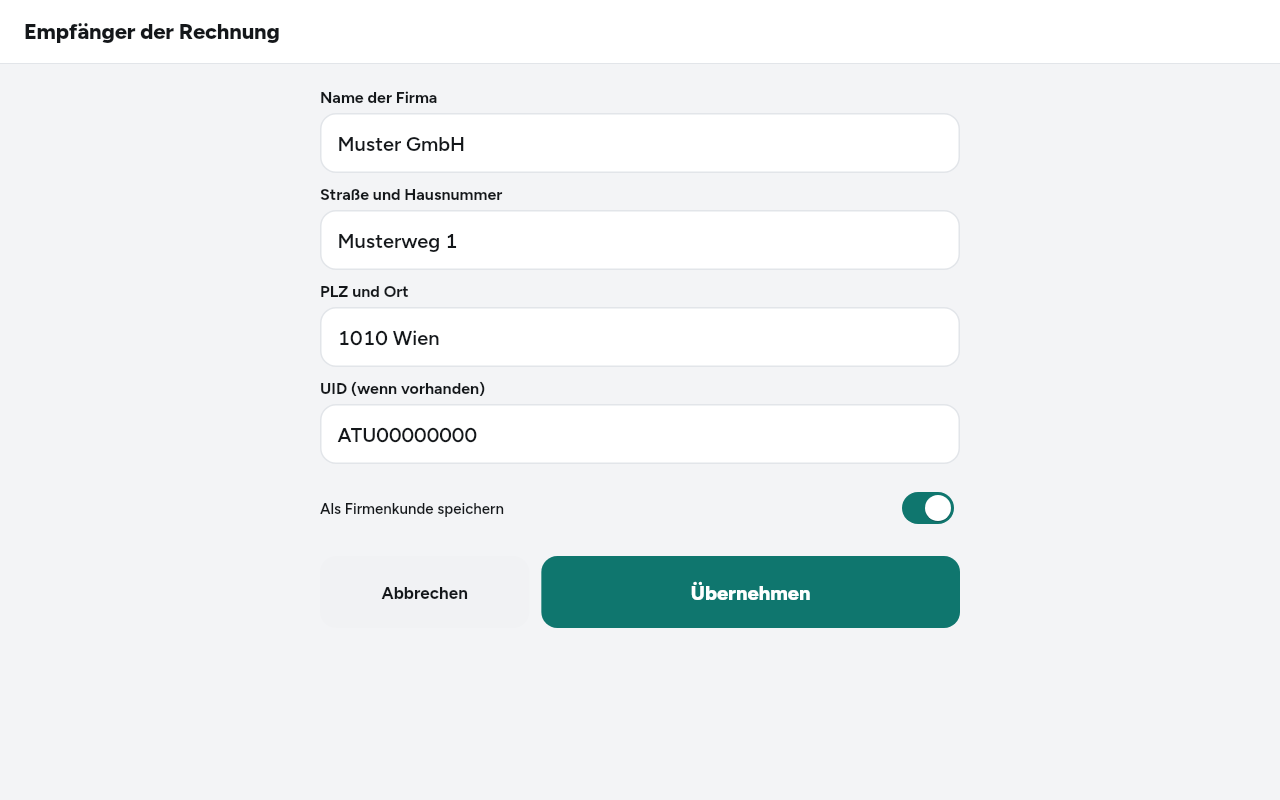 Empfänger der Rechnung
Name der Firma
Muster GmbH
Straße und Hausnummer
Musterweg 1
PLZ und Ort
1010 Wien
UID (wenn vorhanden)
ATU00000000
Als Firmenkunde speichern
Abbrechen
Übernehmen